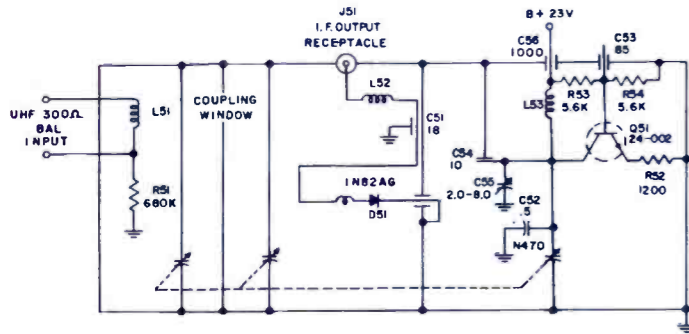 J51
I.F. OUTPUT
RECEPTACLE
B + 23V
C56
1000
C53
85
L52
R53
5.6K
R54
5.6K
L53
UHF 300Ω
BAL
INPUT
L51
COUPLING
WINDOW
C51
18
Q51
24-002
C54
10
R51
680K
1N82AG
D51
C55
2.0-8.0
R52
1200
C52
.5
N470